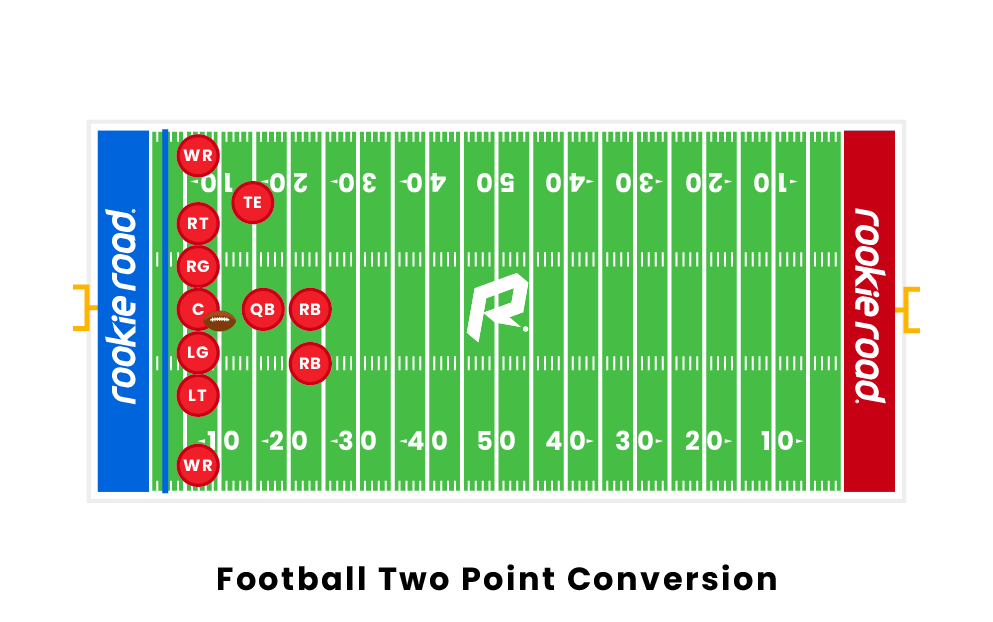 rookie road
WR
10 20 30 40 50 40 30 20 10
TE
RT
RG
C QB RB
R
LG
RB
LT
10 20 30 40 50 40 30 20 10
WR
rookie road
Football Two Point Conversion